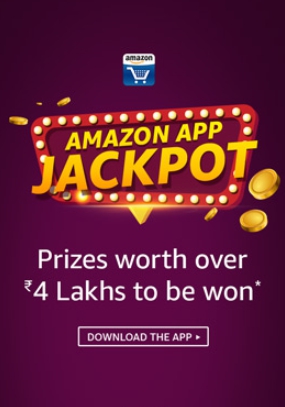 amazon
AMAZON APP
JACKPOT
Prizes worth over
₹4 Lakhs to be won*
DOWNLOAD THE APP ▸